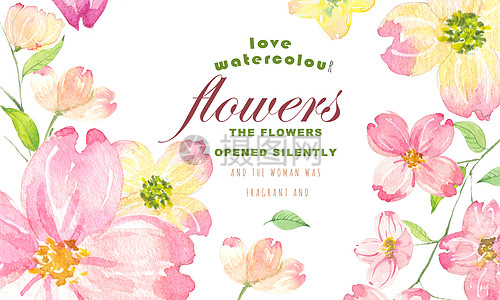 love
watercolouR
flowers
THE FLOWERS
OPENED SILENTLY
AND THE WOMAN WAS
FRAGRANT AND